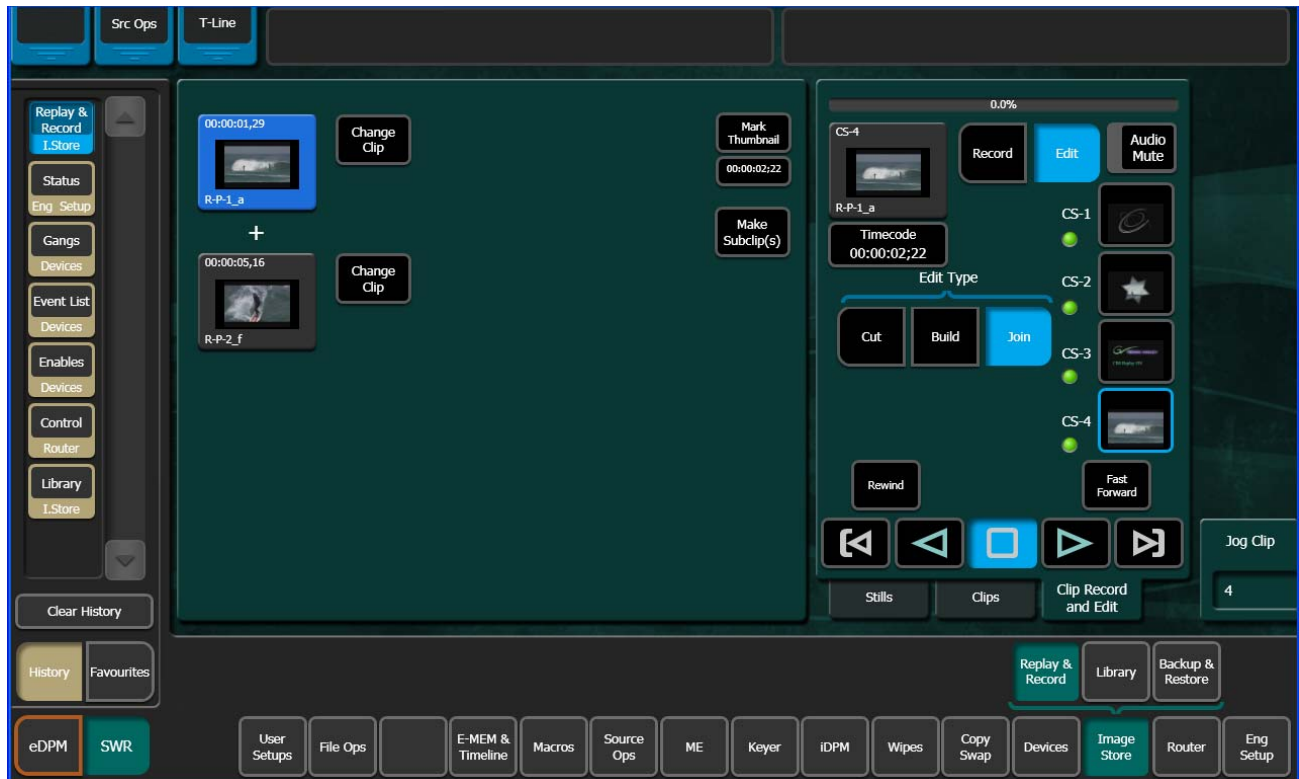 Src Ops
T-Line
Replay &
Record
I.Store
Status
Eng Setup
Gangs
Devices
Event List
Devices
Enables
Devices
Control
Router
Library
I.Store
Clear History
History
Favourites
eDPM
SWR
00:00:01,29
R-P-1_a
Change
Clip
+
00:00:05,16
R-P-2_f
Change
Clip
Mark
Thumbnail
00:00:02;22
Make
Subclip(s)
0.0%
CS-4
R-P-1_a
Record
Edit
Audio
Mute
Timecode
00:00:02;22
Edit Type
Cut
Build
Join
CS-1
CS-2
CS-3
CS-4
Rewind
Fast
Forward
Stills
Clips
Clip Record
and Edit
Jog Clip
4
Replay &
Record
Library
Backup &
Restore
User
Setups
File Ops
E-MEM &
Timeline
Macros
Source
Ops
ME
Keyer
iDPM
Wipes
Copy
Swap
Devices
Image
Store
Router
Eng
Setup